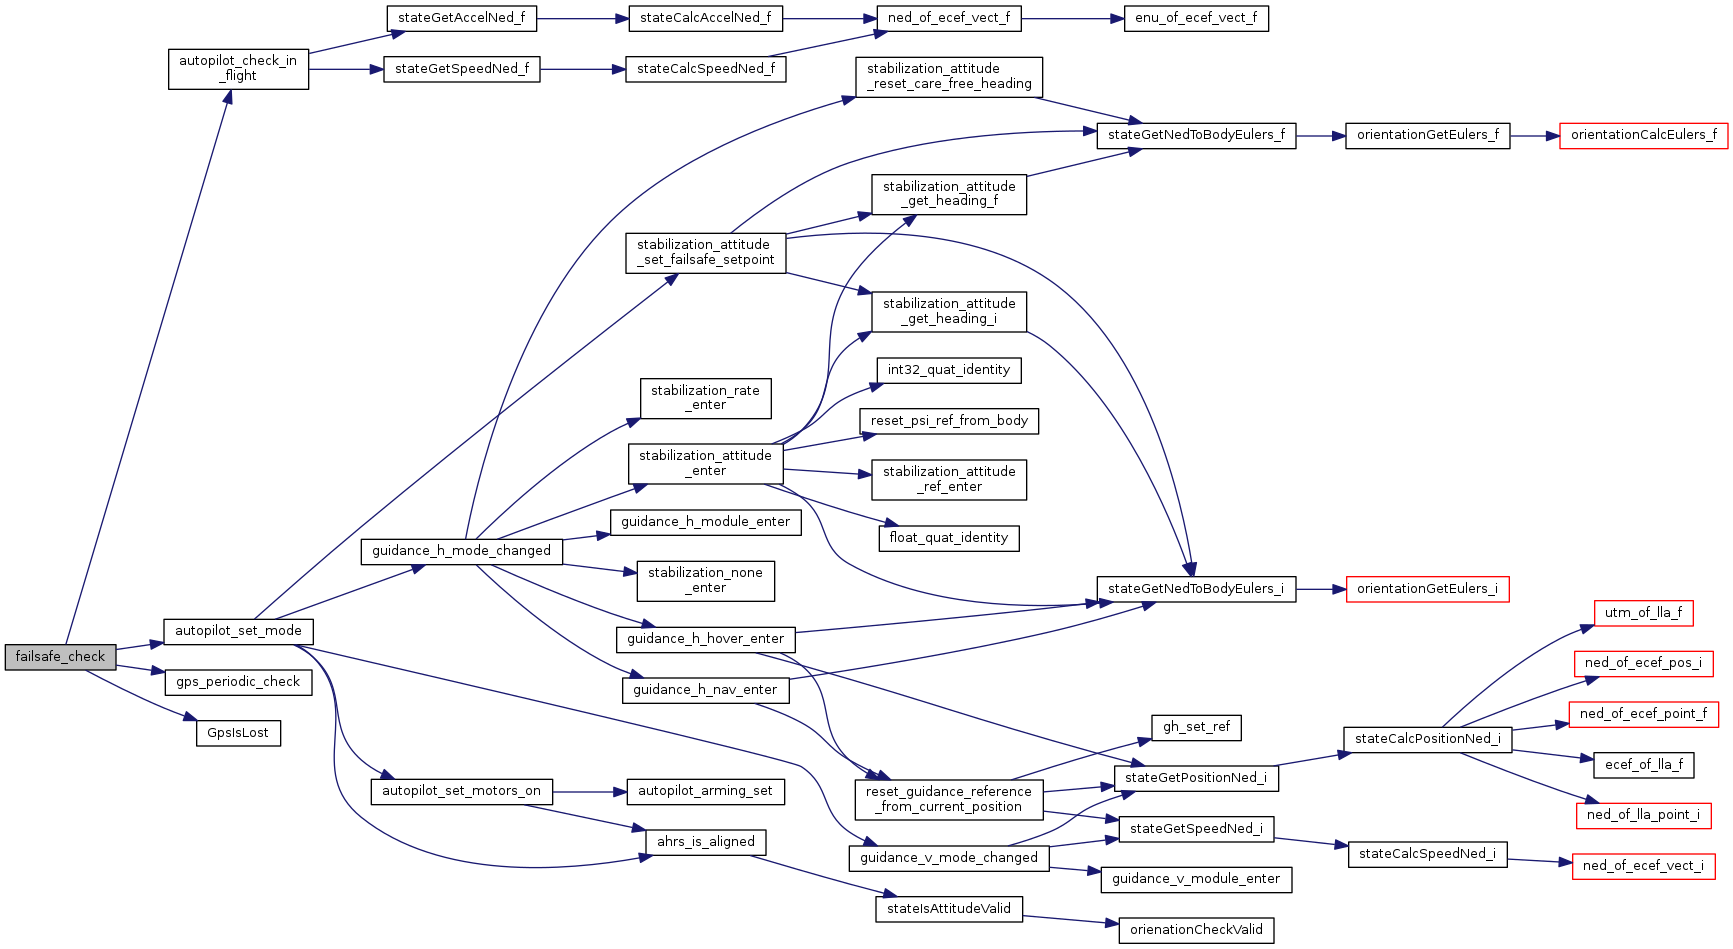 failsafe_check
autopilot_check_in
_flight
stateGetAccelNed_f
stateCalcAccelNed_f
ned_of_ecef_vect_f
enu_of_ecef_vect_f
stateGetSpeedNed_f
stateCalcSpeedNed_f
autopilot_set_mode
gps_periodic_check
GpsIsLost
guidance_h_mode_changed
autopilot_set_motors_on
stabilization_attitude
_set_failsafe_setpoint
stabilization_rate
_enter
stabilization_attitude
_enter
guidance_h_module_enter
stabilization_none
_enter
guidance_h_hover_enter
guidance_h_nav_enter
autopilot_arming_set
ahrs_is_aligned
stabilization_attitude
_reset_care_free_heading
stabilization_attitude
_get_heading_f
stabilization_attitude
_get_heading_i
int32_quat_identity
reset_psi_ref_from_body
stabilization_attitude
_ref_enter
float_quat_identity
reset_guidance_reference
_from_current_position
guidance_v_mode_changed
stateIsAttitudeValid
stateGetNedToBodyEulers_f
orientationGetEulers_f
orientationCalcEulers_f
stateGetNedToBodyEulers_i
orientationGetEulers_i
gh_set_ref
stateGetPositionNed_i
stateGetSpeedNed_i
guidance_v_module_enter
orienationCheckValid
stateCalcPositionNed_i
stateCalcSpeedNed_i
utm_of_lla_f
ned_of_ecef_pos_i
ned_of_ecef_point_f
ecef_of_lla_f
ned_of_lla_point_i
ned_of_ecef_vect_i